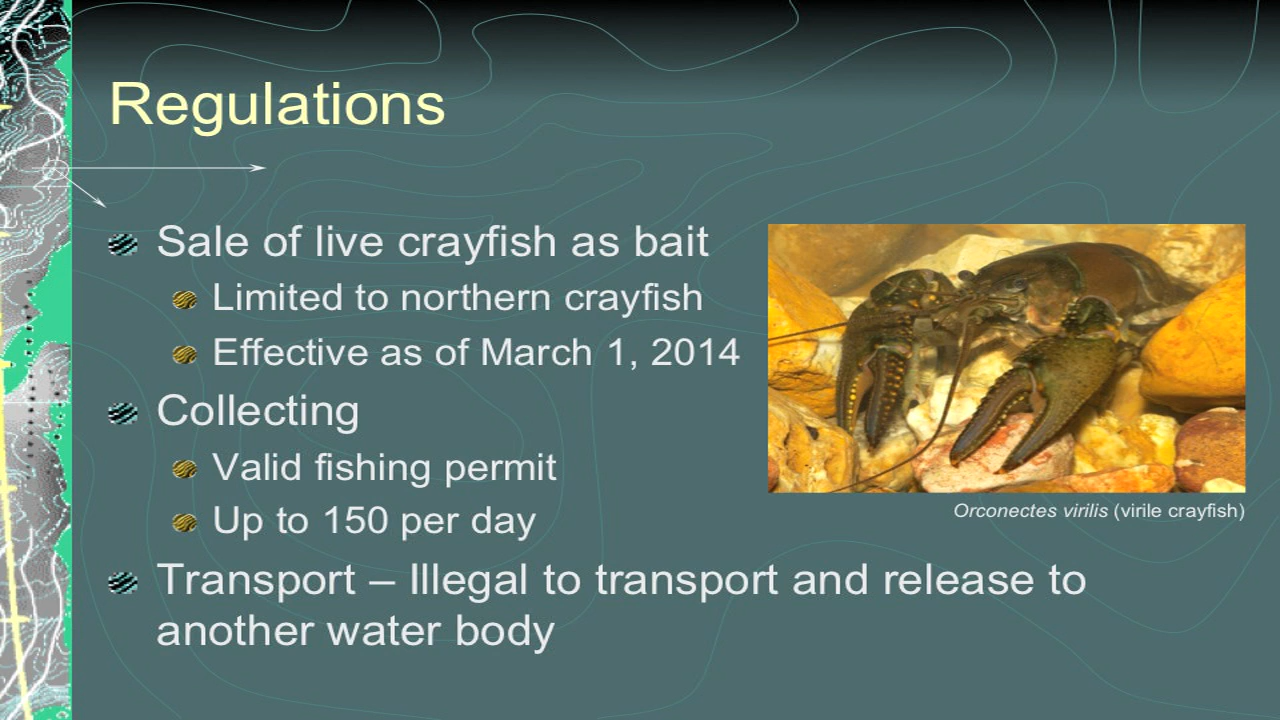 Regulations
Sale of live crayfish as bait
Limited to northern crayfish
Effective as of March 1, 2014
Collecting
Valid fishing permit
Up to 150 per day
Orconectes virilis (virile crayfish)
Transport – Illegal to transport and release to
another water body